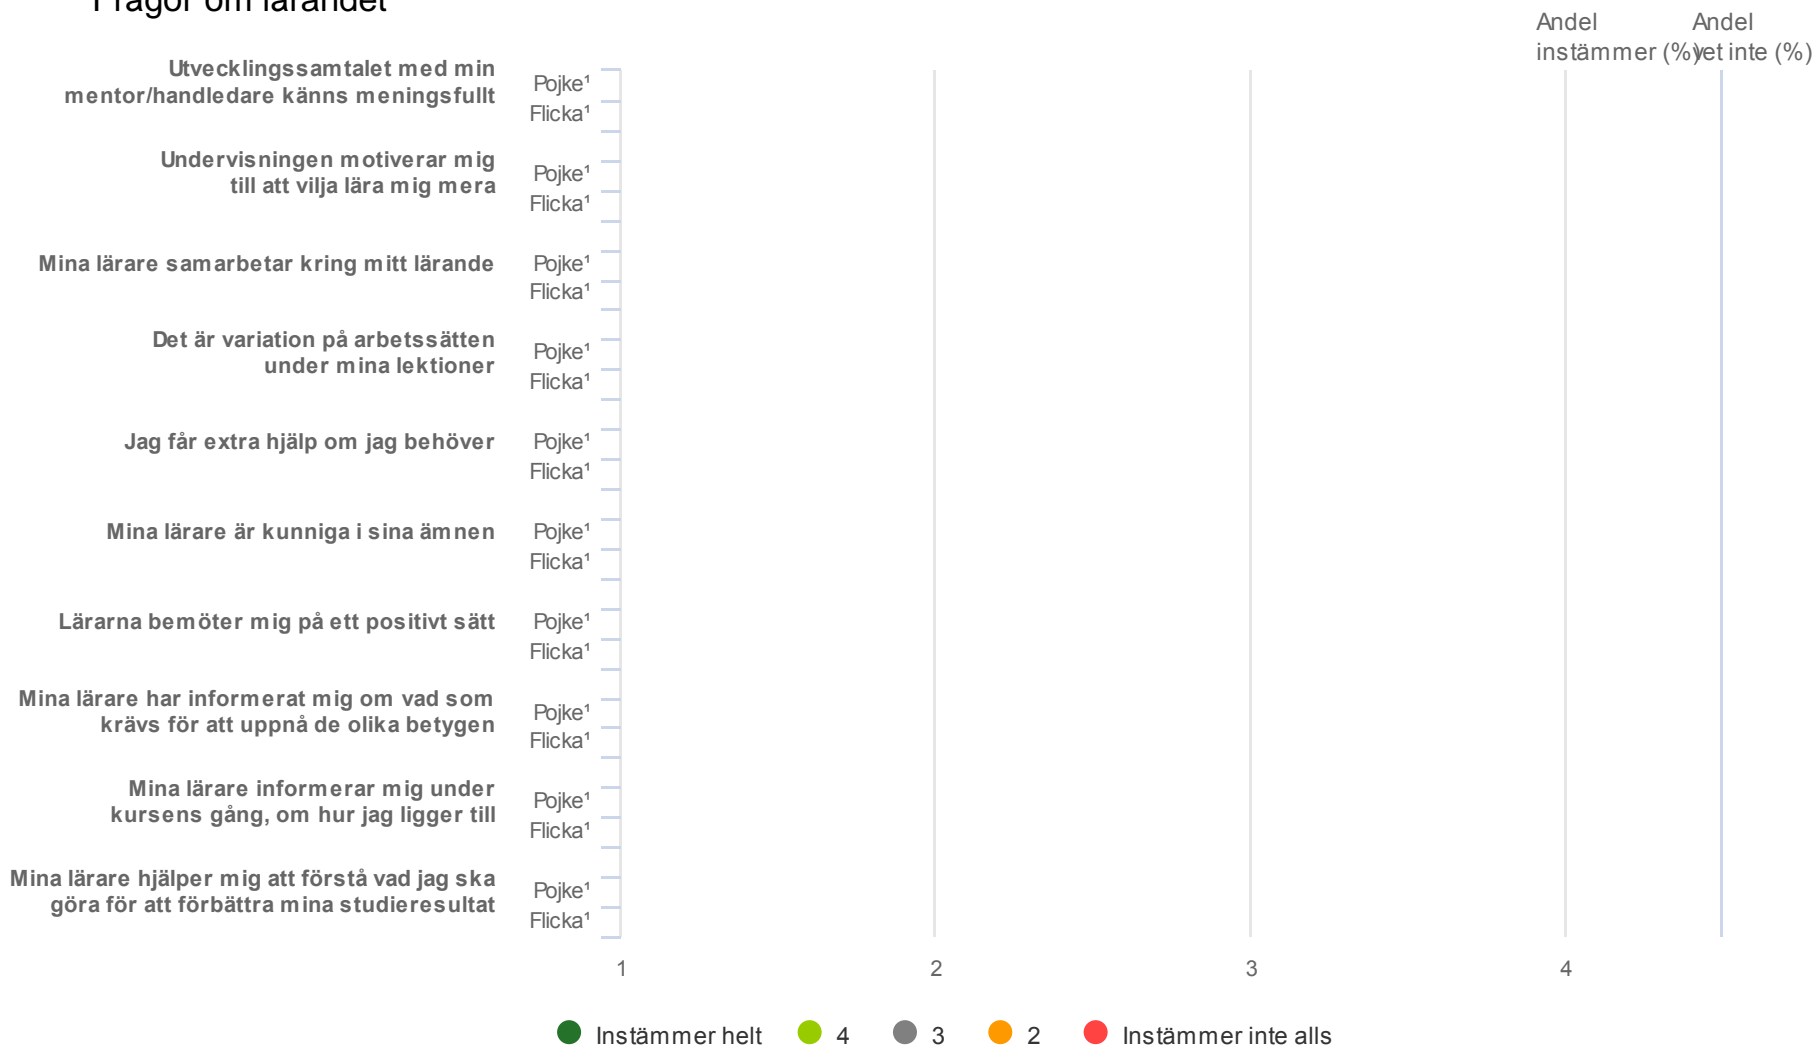 Frågor om lärandet
Andel
instämmer (%)
Andel
vet inte (%)
Utvecklingssamtalet med min
mentor/handledare känns meningsfullt
Pojke¹
Flicka¹
Undervisningen motiverar mig
till att vilja lära mig mera
Pojke¹
Flicka¹
Mina lärare samarbetar kring mitt lärande
Pojke¹
Flicka¹
Det är variation på arbetssätten
under mina lektioner
Pojke¹
Flicka¹
Jag får extra hjälp om jag behöver
Pojke¹
Flicka¹
Mina lärare är kunniga i sina ämnen
Pojke¹
Flicka¹
Lärarna bemöter mig på ett positivt sätt
Pojke¹
Flicka¹
Mina lärare har informerat mig om vad som
krävs för att uppnå de olika betygen
Pojke¹
Flicka¹
Mina lärare informerar mig under
kursens gång, om hur jag ligger till
Pojke¹
Flicka¹
Mina lärare hjälper mig att förstå vad jag ska
göra för att förbättra mina studieresultat
Pojke¹
Flicka¹
1 2 3 4
Instämmer helt 4 3 2 Instämmer inte alls